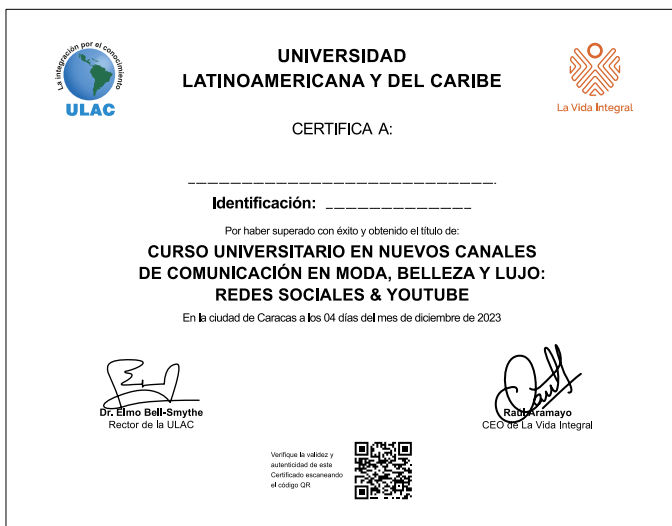 La integración por el conocimiento
ULAC
UNIVERSIDAD
LATINOAMERICANA Y DEL CARIBE
La Vida Integral
CERTIFICA A:
Identificación:
Por haber superado con éxito y obtenido el título de:
CURSO UNIVERSITARIO EN NUEVOS CANALES
DE COMUNICACIÓN EN MODA, BELLEZA Y LUJO:
REDES SOCIALES & YOUTUBE
En la ciudad de Caracas a los 04 días del mes de diciembre de 2023
Dr. Elmo Bell-Smythe
Rector de la ULAC
Raúl Aramayo
CEO de La Vida Integral
Verifique la validez y
autenticidad de este
Certificado escaneando
el código QR